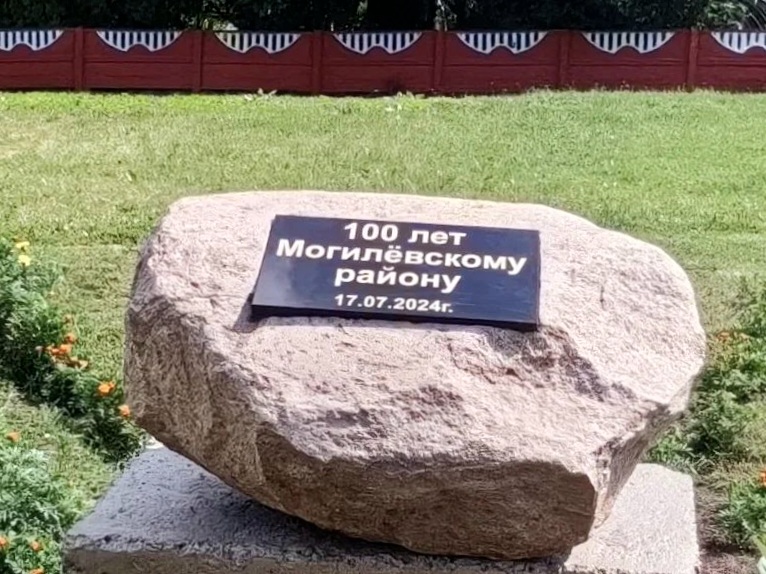 100 лет
Могилёвскому
району
17.07.2024г.